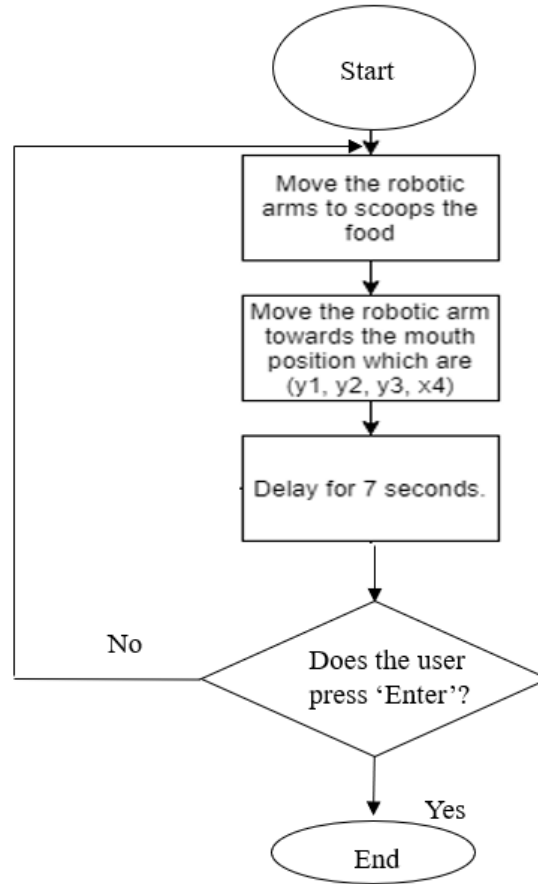 Start
Move the robotic
arms to scoops the
food
Move the robotic arm
towards the mouth
position which are
(y1, y2, y3, x4)
Delay for 7 seconds.
No
Does the user
press ‘Enter’?
Yes
End